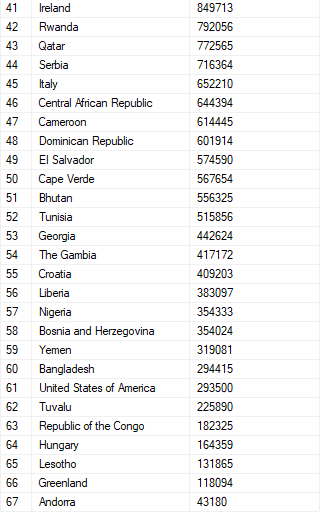 41 Ireland 849713
42 Rwanda 792056
43 Qatar 772565
44 Serbia 716364
45 Italy 652210
46 Central African Republic 644394
47 Cameroon 614445
48 Dominican Republic 601914
49 El Salvador 574590
50 Cape Verde 567654
51 Bhutan 556325
52 Tunisia 515856
53 Georgia 442624
54 The Gambia 417172
55 Croatia 409203
56 Liberia 383097
57 Nigeria 354333
58 Bosnia and Herzegovina 354024
59 Yemen 319081
60 Bangladesh 294415
61 United States of America 293500
62 Tuvalu 225890
63 Republic of the Congo 182325
64 Hungary 164359
65 Lesotho 131865
66 Greenland 118094
67 Andorra 43180